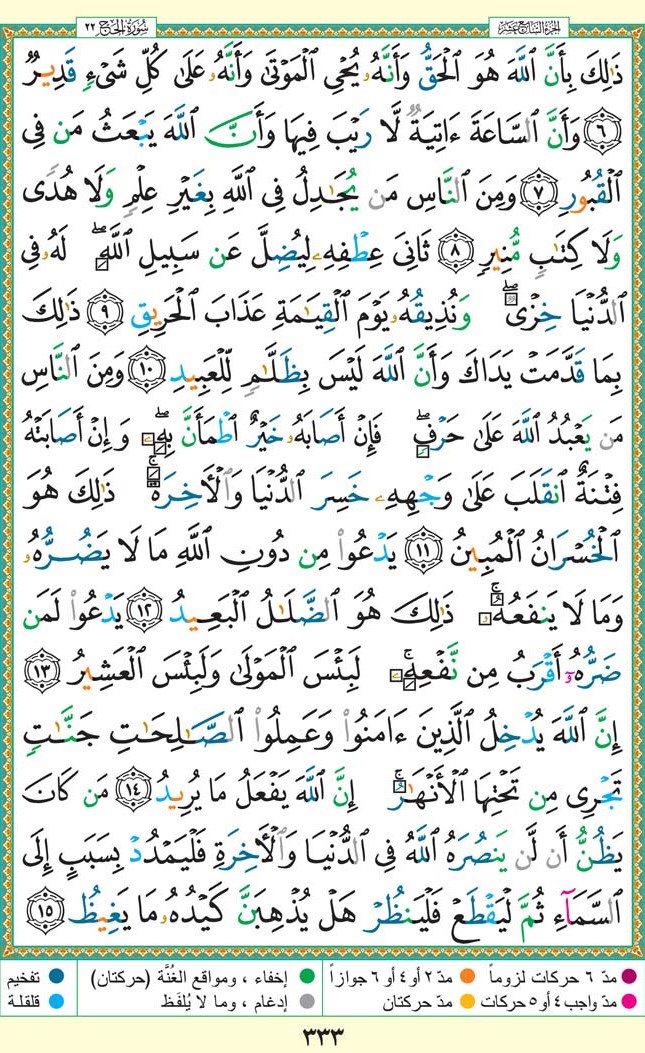 الجزء السابع عشر
سورة الحج ٢٢
ذَٰلِكَ بِأَنَّ ٱللَّهَ هُوَ ٱلْحَقُّ وَأَنَّهُۥ يُحْىِ ٱلْمَوْتَىٰ وَأَنَّهُۥ عَلَىٰ كُلِّ شَىْءٍ قَدِيرٌ
٦ وَأَنَّ ٱلسَّاعَةَ ءَاتِيَةٌ لَّا رَيْبَ فِيهَا وَأَنَّ ٱللَّهَ يَبْعَثُ مَن فِى
ٱلْقُبُورِ ٧ وَمِنَ ٱلنَّاسِ مَن يُجَٰدِلُ فِى ٱللَّهِ بِغَيْرِ عِلْمٍ وَلَا هُدًى
وَلَا كِتَٰبٍ مُّنِيرٍ ٨ ثَانِىَ عِطْفِهِۦ لِيُضِلَّ عَن سَبِيلِ ٱللَّهِ ۖ لَهُۥ فِى
ٱلدُّنْيَا خِزْىٌ ۖ وَنُذِيقُهُۥ يَوْمَ ٱلْقِيَٰمَةِ عَذَابَ ٱلْحَرِيقِ ٩ ذَٰلِكَ
بِمَا قَدَّمَتْ يَدَاكَ وَأَنَّ ٱللَّهَ لَيْسَ بِظَلَّٰمٍ لِّلْعَبِيدِ ١٠ وَمِنَ ٱلنَّاسِ
مَن يَعْبُدُ ٱللَّهَ عَلَىٰ حَرْفٍ ۖ فَإِنْ أَصَابَهُۥ خَيْرٌ ٱطْمَأَنَّ بِهِۦ ۖ وَإِنْ أَصَابَتْهُ
فِتْنَةٌ ٱنقَلَبَ عَلَىٰ وَجْهِهِۦ خَسِرَ ٱلدُّنْيَا وَٱلْءَاخِرَةَ ۚ ذَٰلِكَ هُوَ
ٱلْخُسْرَانُ ٱلْمُبِينُ ١١ يَدْعُوا۟ مِن دُونِ ٱللَّهِ مَا لَا يَضُرُّهُۥ
وَمَا لَا يَنفَعُهُۥ ۚ ذَٰلِكَ هُوَ ٱلضَّلَٰلُ ٱلْبَعِيدُ ١٢ يَدْعُوا۟ لَمَن
ضَرُّهُۥٓ أَقْرَبُ مِن نَّفْعِهِۦ ۚ لَبِئْسَ ٱلْمَوْلَىٰ وَلَبِئْسَ ٱلْعَشِيرُ ١٣
إِنَّ ٱللَّهَ يُدْخِلُ ٱلَّذِينَ ءَامَنُوا۟ وَعَمِلُوا۟ ٱلصَّٰلِحَٰتِ جَنَّٰتٍ
تَجْرِى مِن تَحْتِهَا ٱلْأَنْهَٰرُ ۚ إِنَّ ٱللَّهَ يَفْعَلُ مَا يُرِيدُ ١٤ مَن كَانَ
يَظُنُّ أَن لَّن يَنصُرَهُ ٱللَّهُ فِى ٱلدُّنْيَا وَٱلْءَاخِرَةِ فَلْيَمْدُدْ بِسَبَبٍ إِلَى
ٱلسَّمَآءِ ثُمَّ لْيَقْطَعْ فَلْيَنظُرْ هَلْ يُذْهِبَنَّ كَيْدُهُۥ مَا يَغِيظُ ١٥
مدّ ٦ حركات لزوماً مدّ ٢ أو ٤ أو ٦ جوازاً إخفاء ، ومواقع الغُنَّة (حركتان) تفخيم
مدّ واجب ٤ أو ٥ حركات مدّ حركتان إدغام ، وما لا يُلفَظ قلقلة
٣٣٣